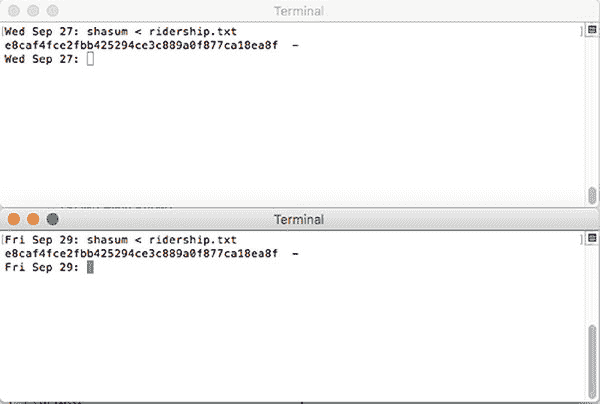 Terminal
Wed Sep 27: shasum < ridership.txt
e8caf4fce2fbb425294ce3c889a0f877ca18ea8f  -
Wed Sep 27:
Terminal
Fri Sep 29: shasum < ridership.txt
e8caf4fce2fbb425294ce3c889a0f877ca18ea8f  -
Fri Sep 29: